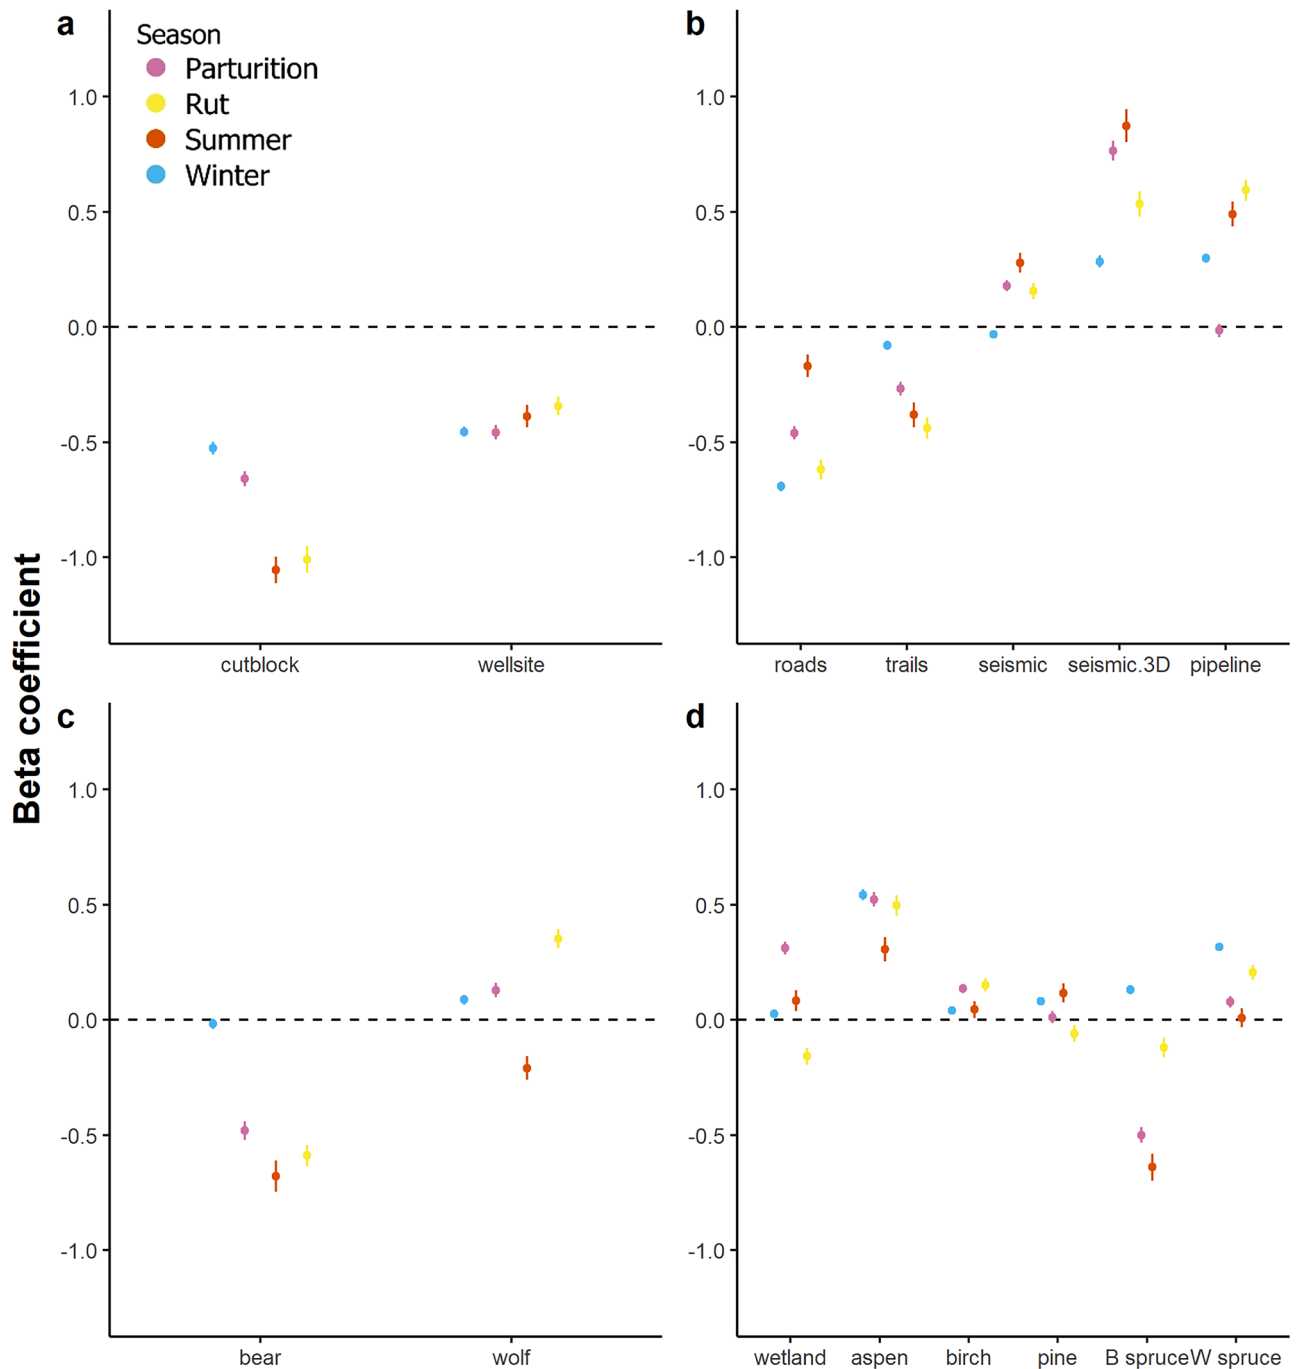 a
Season
Parturition
Rut
Summer
Winter
1.0
0.5
0.0
-0.5
-1.0
cutblock wellsite
b
1.0
0.5
0.0
-0.5
-1.0
roads trails seismic seismic.3D pipeline
Beta coefficient
c
1.0
0.5
0.0
-0.5
-1.0
bear wolf
d
1.0
0.5
0.0
-0.5
-1.0
wetland aspen birch pine B spruce W spruce